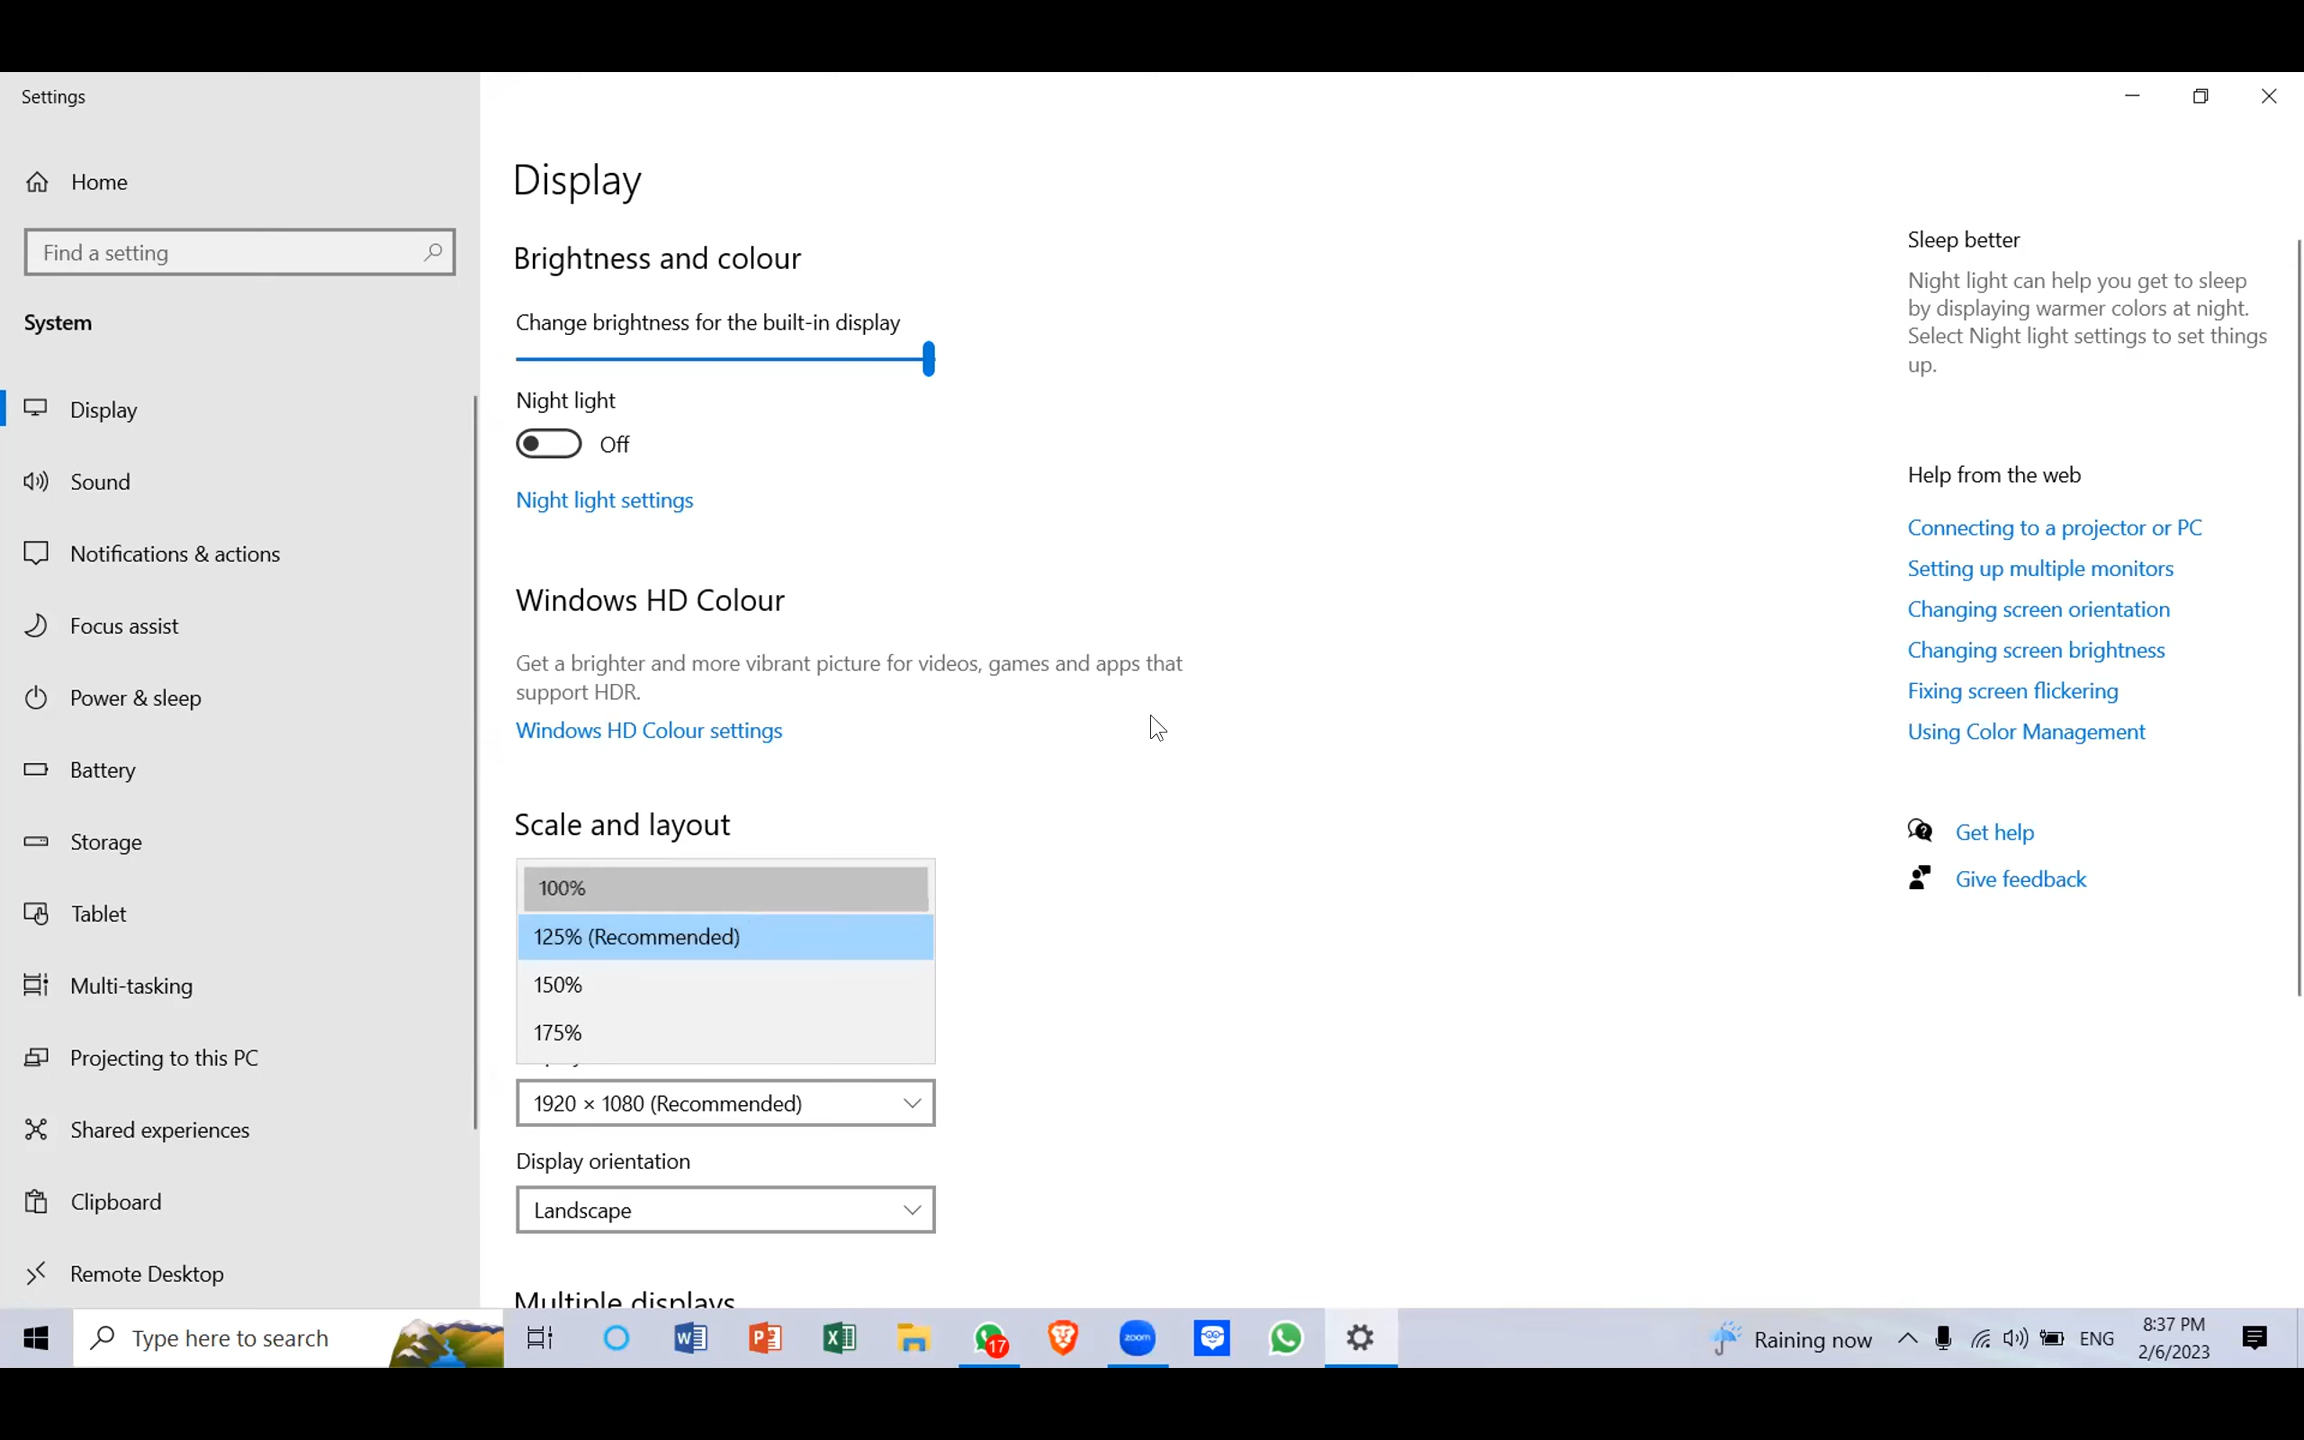 Settings
Home
Find a setting
System
Display
Sound
Notifications & actions
Focus assist
Power & sleep
Battery
Storage
Tablet
Multi-tasking
Projecting to this PC
Shared experiences
Clipboard
Remote Desktop
Display
Brightness and colour
Change brightness for the built-in display
Night light
Off
Night light settings
Windows HD Colour
Get a brighter and more vibrant picture for videos, games and apps that
support HDR.
Windows HD Colour settings
Scale and layout
100%
125% (Recommended)
150%
175%
1920 × 1080 (Recommended)
Display orientation
Landscape
Multiple displays
Sleep better
Night light can help you get to sleep
by displaying warmer colors at night.
Select Night light settings to set things
up.
Help from the web
Connecting to a projector or PC
Setting up multiple monitors
Changing screen orientation
Changing screen brightness
Fixing screen flickering
Using Color Management
Get help
Give feedback
Type here to search
17
zoom
Raining now
ENG
8:37 PM
2/6/2023